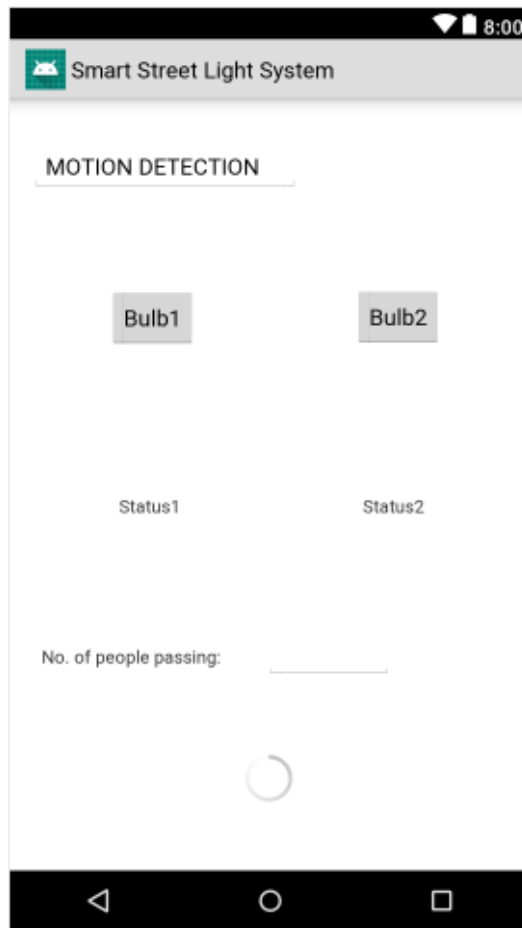 8:00
Smart Street Light System
MOTION DETECTION
Bulb1 Bulb2
Status1 Status2
No. of people passing: